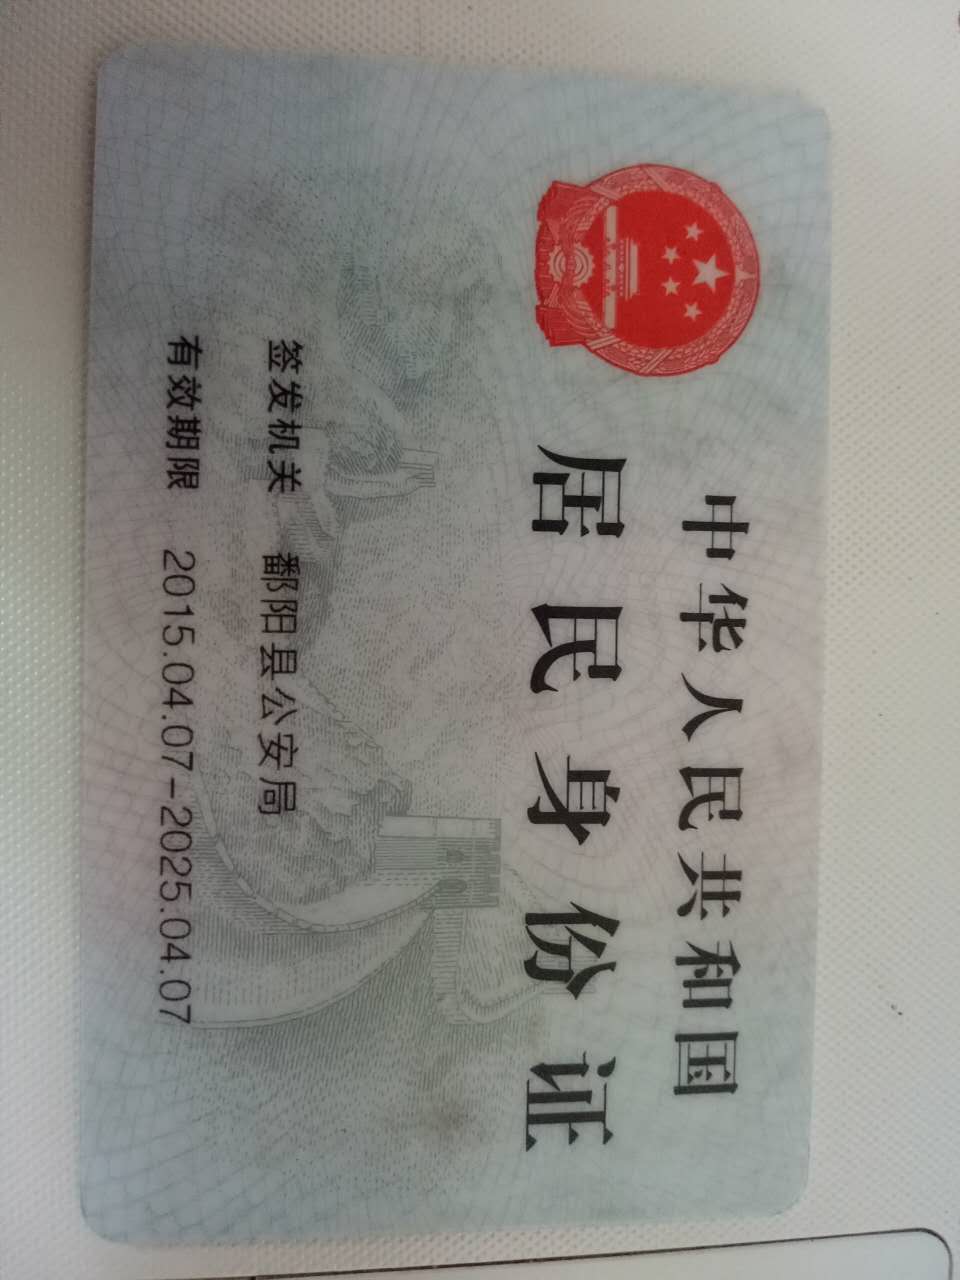 中华人民共和国
居民身份证
签发机关 鄱阳县公安局
有效期限 2015.04.07-2025.04.07